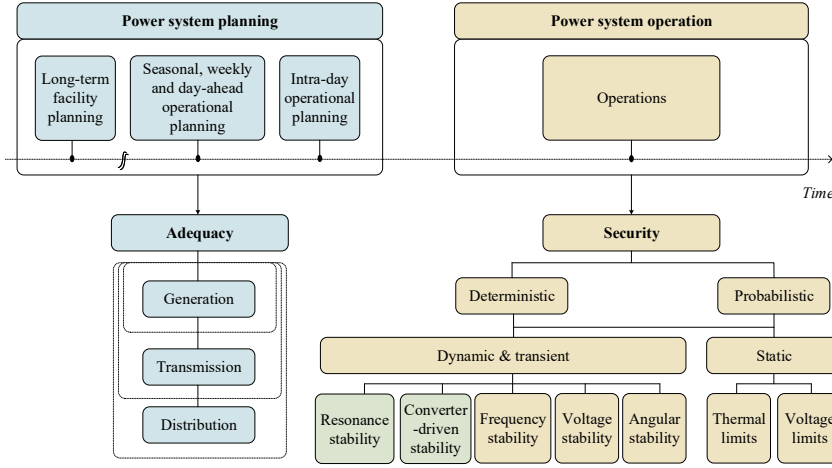 Power system planning
Power system operation
Long-term
facility
planning
Seasonal, weekly
and day-ahead
operational
planning
Intra-day
operational
planning
Operations
Time
Adequacy
Security
Generation
Transmission
Distribution
Deterministic
Probabilistic
Dynamic & transient
Static
Resonance
stability
Converter
-driven
stability
Frequency
stability
Voltage
stability
Angular
stability
Thermal
limits
Voltage
limits